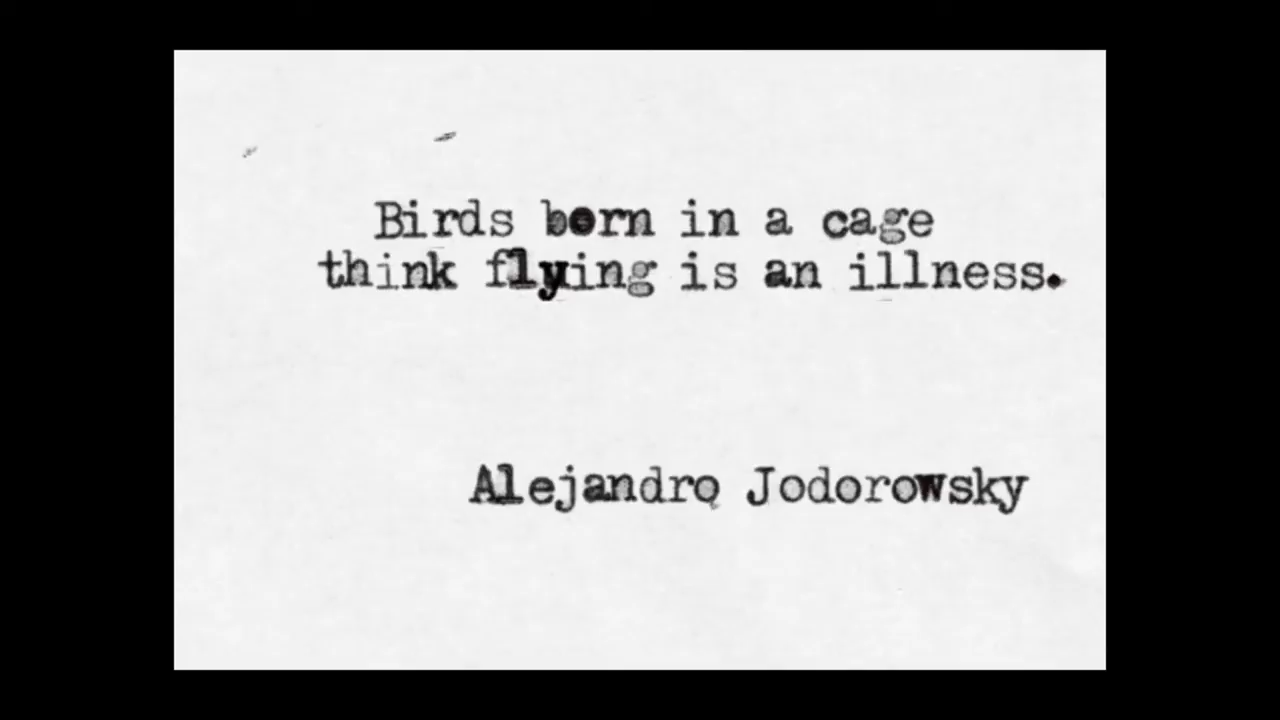 Birds born in a cage
think flying is an illness.
Alejandro Jodorowsky